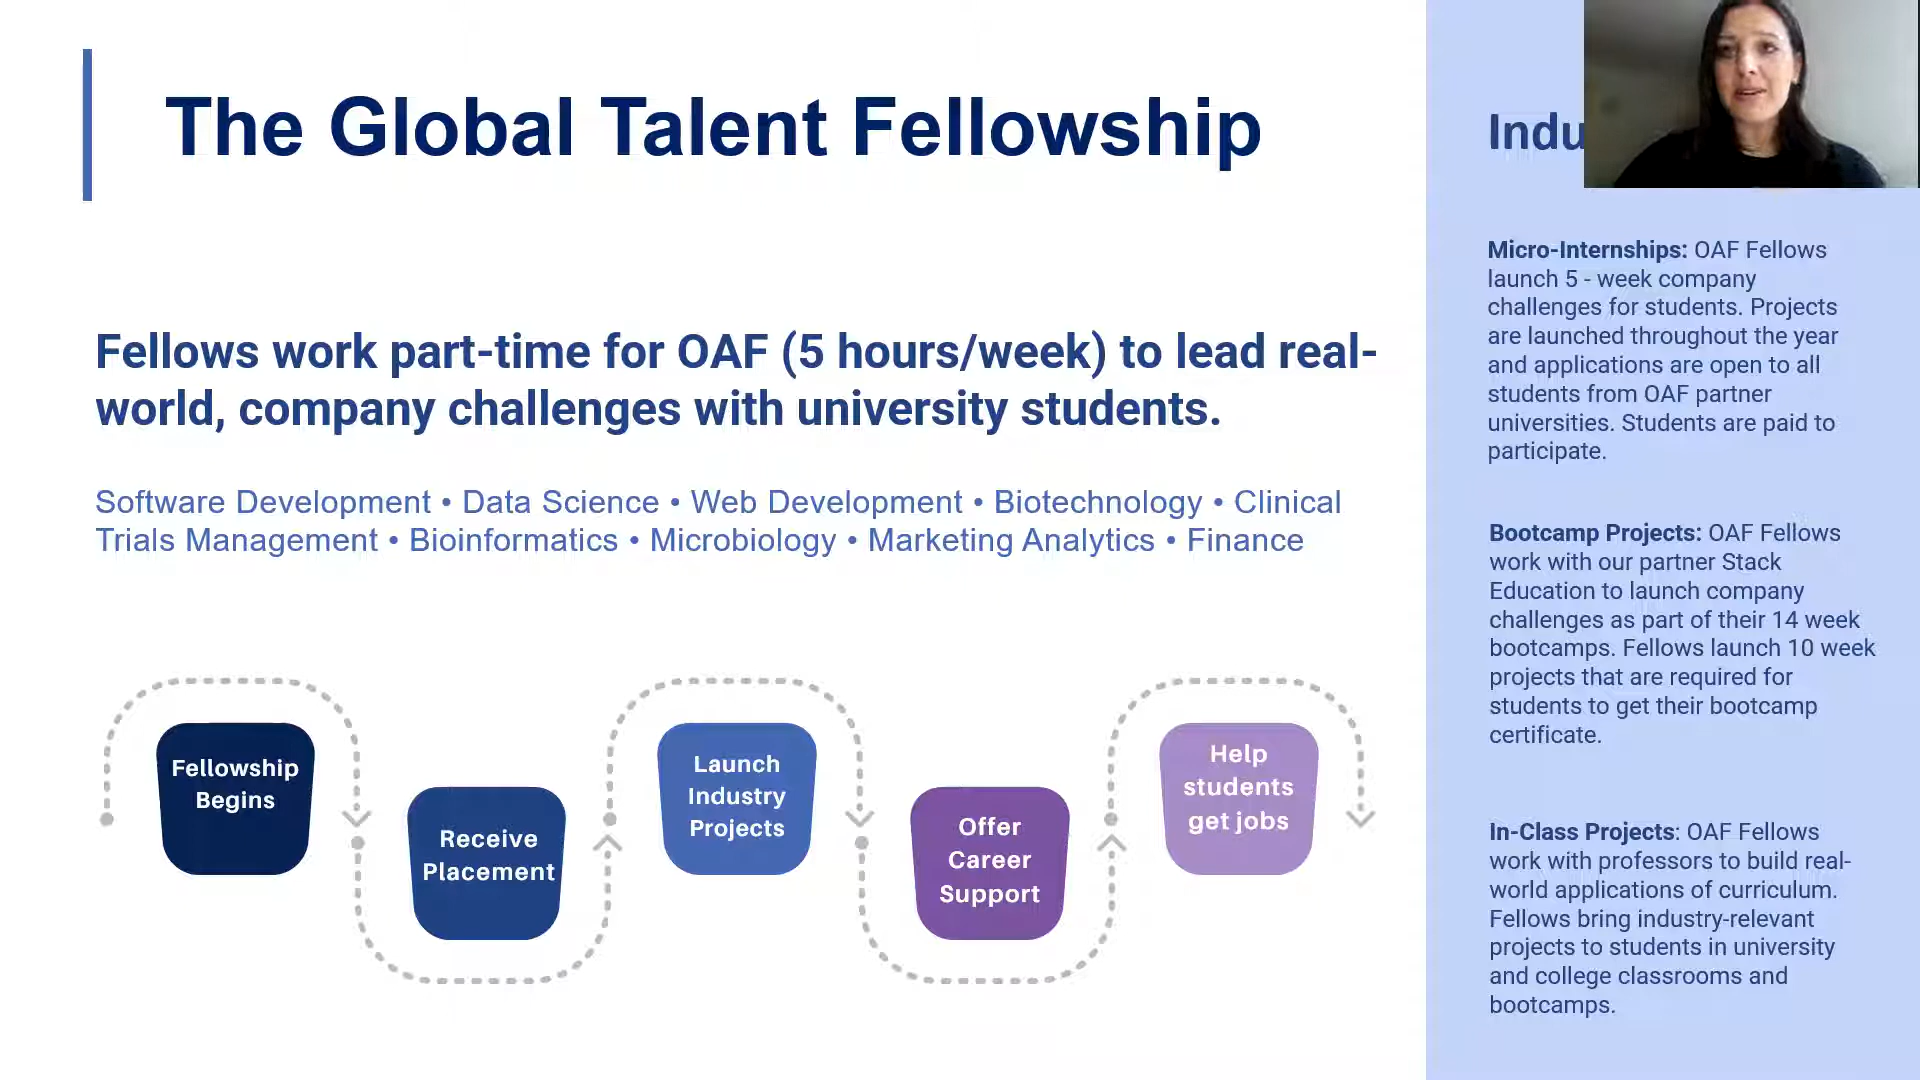 The Global Talent Fellowship
Fellows work part-time for OAF (5 hours/week) to lead real-
world, company challenges with university students.
Software Development • Data Science • Web Development • Biotechnology • Clinical
Trials Management • Bioinformatics • Microbiology • Marketing Analytics • Finance
Fellowship
Begins
Receive
Placement
Launch
Industry
Projects
Offer
Career
Support
Help
students
get jobs
Micro-Internships: OAF Fellows
launch 5 - week company
challenges for students. Projects
are launched throughout the year
and applications are open to all
students from OAF partner
universities. Students are paid to
participate.
Bootcamp Projects: OAF Fellows
work with our partner Stack
Education to launch company
challenges as part of their 14 week
bootcamps. Fellows launch 10 week
projects that are required for
students to get their bootcamp
certificate.
In-Class Projects: OAF Fellows
work with professors to build real-
world applications of curriculum.
Fellows bring industry-relevant
projects to students in university
and college classrooms and
bootcamps.